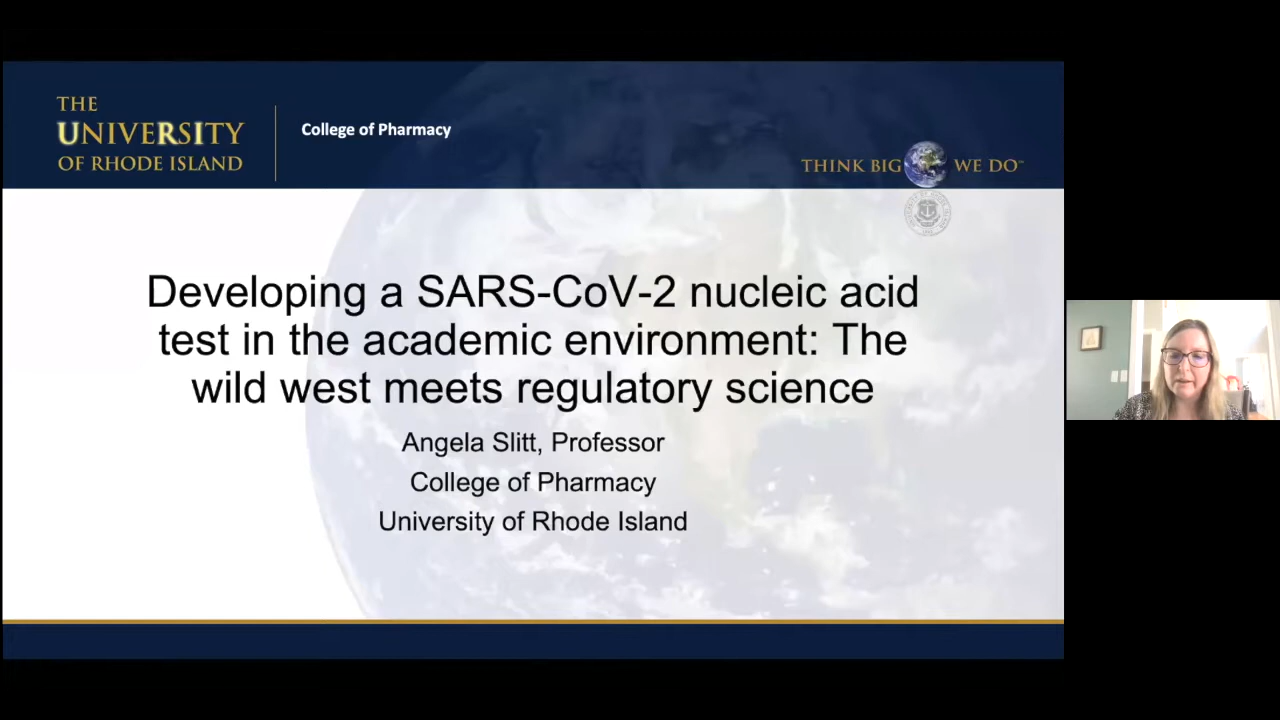 THE
UNIVERSITY
OF RHODE ISLAND
College of Pharmacy
THINK BIG WE DO™
Developing a SARS-CoV-2 nucleic acid
test in the academic environment: The
wild west meets regulatory science
Angela Slitt, Professor
College of Pharmacy
University of Rhode Island